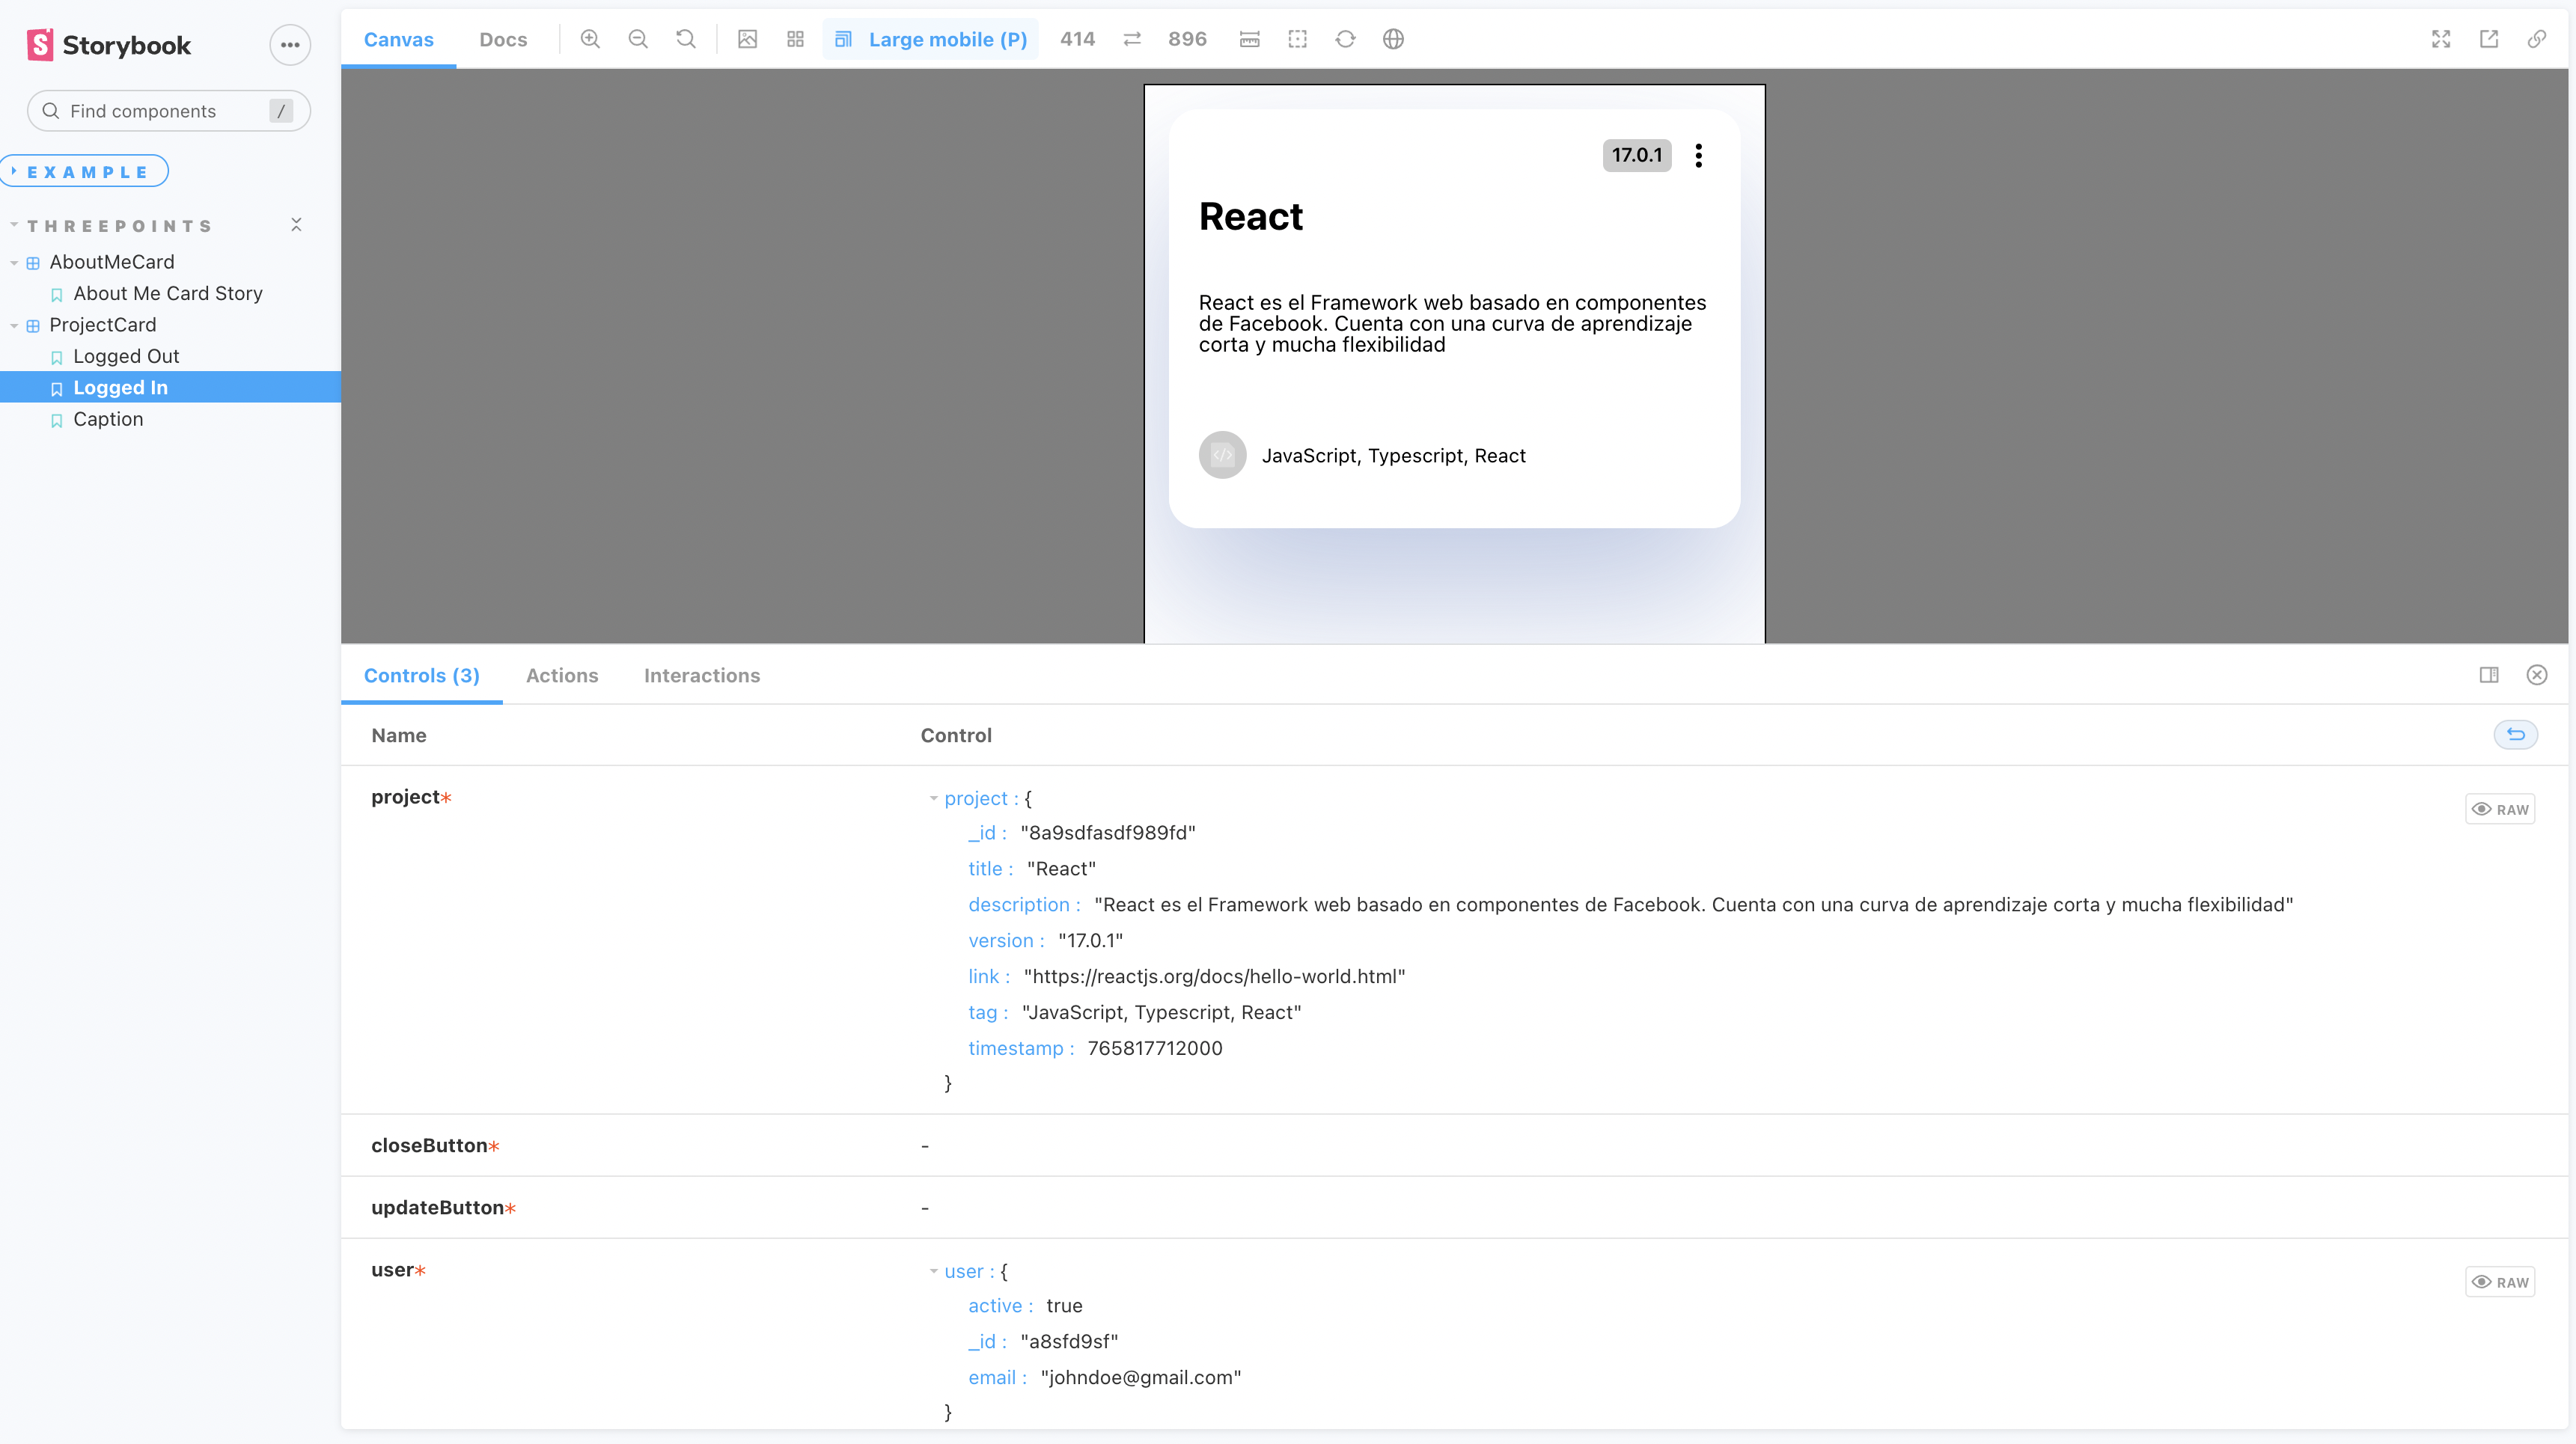 Storybook
Find components /
EXAMPLE
THREEPOINTS
AboutMeCard
About Me Card Story
ProjectCard
Logged Out
Logged In
Caption
Canvas Docs Large mobile (P) 414 896
17.0.1
React
React es el Framework web basado en componentes
de Facebook. Cuenta con una curva de aprendizaje
corta y mucha flexibilidad
JavaScript, Typescript, React
Controls (3) Actions Interactions
Name Control
project*
project : {
RAW
_id : "8a9sdfasdf989fd"
title : "React"
description : "React es el Framework web basado en componentes de Facebook. Cuenta con una curva de aprendizaje corta y mucha flexibilidad"
version : "17.0.1"
link : "https://reactjs.org/docs/hello-world.html"
tag : "JavaScript, Typescript, React"
timestamp : 765817712000
}
closeButton* -
updateButton* -
user*
user : {
RAW
active : true
_id : "a8sfd9sf"
email : "johndoe@gmail.com"
}